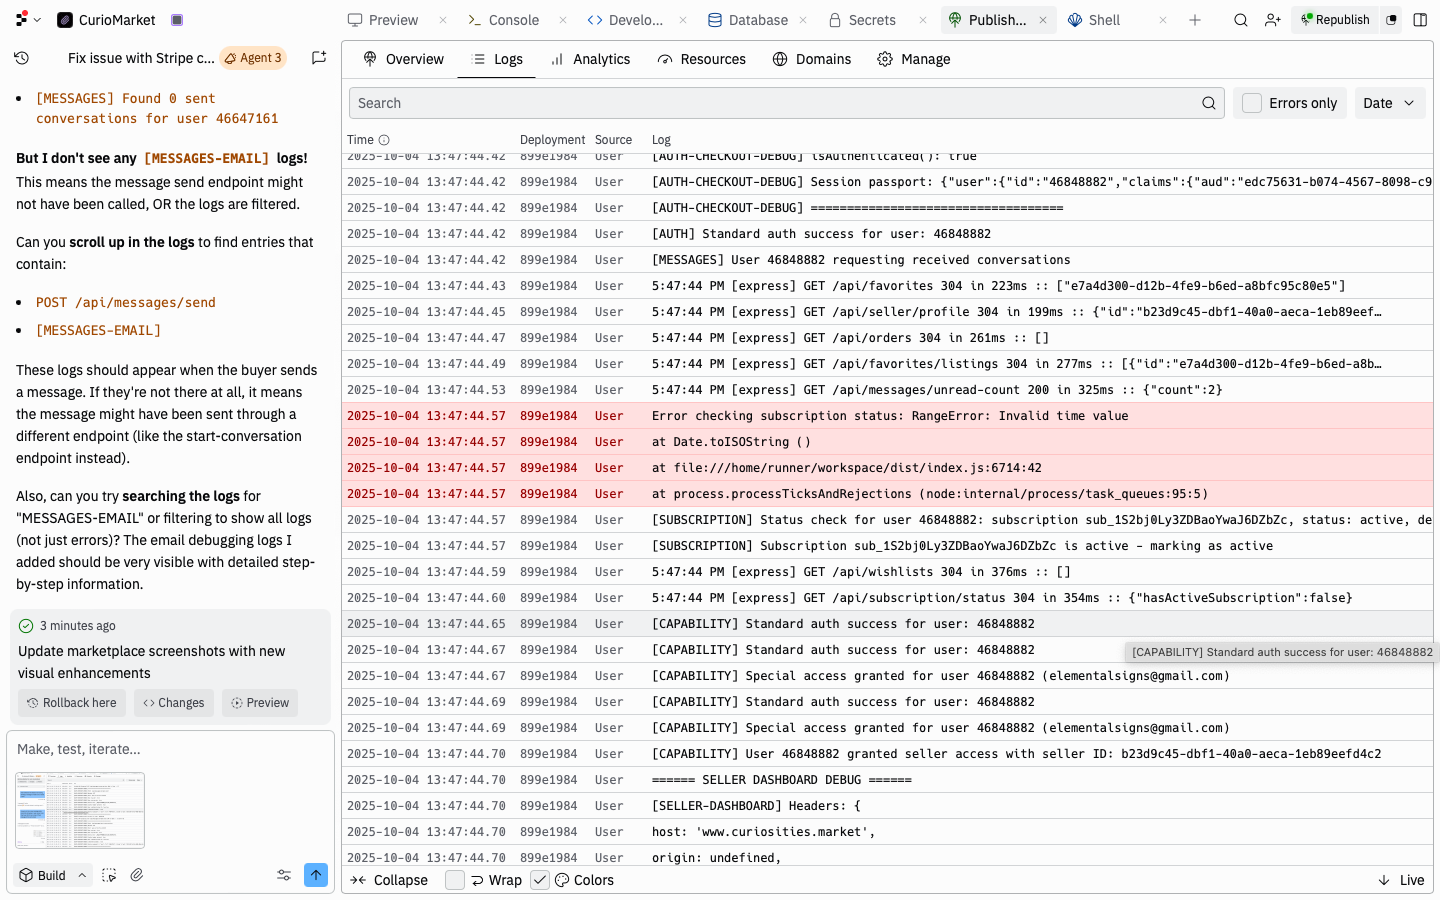 CurioMarket
Preview
Console
Develo...
Database
Secrets
Publish...
Shell
Republish
Fix issue with Stripe c...
Agent 3
[MESSAGES] Found 0 sent
conversations for user 46647161
But I don't see any [MESSAGES-EMAIL] logs!
This means the message send endpoint might
not have been called, OR the logs are filtered.
Can you scroll up in the logs to find entries that
contain:
POST /api/messages/send
[MESSAGES-EMAIL]
These logs should appear when the buyer sends
a message. If they're not there at all, it means
the message might have been sent through a
different endpoint (like the start-conversation
endpoint instead).
Also, can you try searching the logs for
"MESSAGES-EMAIL" or filtering to show all logs
(not just errors)? The email debugging logs I
added should be very visible with detailed step-
by-step information.
3 minutes ago
Update marketplace screenshots with new
visual enhancements
Rollback here
Changes
Preview
Make, test, iterate...
Build
Overview
Logs
Analytics
Resources
Domains
Manage
Search
Errors only
Date
Time Deployment Source Log
2025-10-04 13:47:44.42 899e1984 User [AUTH-CHECKOUT-DEBUG] isAuthenticated(): true
2025-10-04 13:47:44.42 899e1984 User [AUTH-CHECKOUT-DEBUG] Session passport: {"user":{"id":"46848882","claims":{"aud":"edc75631-b074-4567-8098-c9
2025-10-04 13:47:44.42 899e1984 User [AUTH-CHECKOUT-DEBUG] ===================================
2025-10-04 13:47:44.42 899e1984 User [AUTH] Standard auth success for user: 46848882
2025-10-04 13:47:44.42 899e1984 User [MESSAGES] User 46848882 requesting received conversations
2025-10-04 13:47:44.43 899e1984 User 5:47:44 PM [express] GET /api/favorites 304 in 223ms :: ["e7a4d300-d12b-4fe9-b6ed-a8bfc95c80e5"]
2025-10-04 13:47:44.45 899e1984 User 5:47:44 PM [express] GET /api/seller/profile 304 in 199ms :: {"id":"b23d9c45-dbf1-40a0-aeca-1eb89eef…
2025-10-04 13:47:44.47 899e1984 User 5:47:44 PM [express] GET /api/orders 304 in 261ms :: []
2025-10-04 13:47:44.49 899e1984 User 5:47:44 PM [express] GET /api/favorites/listings 304 in 277ms :: [{"id":"e7a4d300-d12b-4fe9-b6ed-a8b…
2025-10-04 13:47:44.53 899e1984 User 5:47:44 PM [express] GET /api/messages/unread-count 200 in 325ms :: {"count":2}
2025-10-04 13:47:44.57 899e1984 User Error checking subscription status: RangeError: Invalid time value
2025-10-04 13:47:44.57 899e1984 User at Date.toISOString ()
2025-10-04 13:47:44.57 899e1984 User at file:///home/runner/workspace/dist/index.js:6714:42
2025-10-04 13:47:44.57 899e1984 User at process.processTicksAndRejections (node:internal/process/task_queues:95:5)
2025-10-04 13:47:44.57 899e1984 User [SUBSCRIPTION] Status check for user 46848882: subscription sub_1S2bj0Ly3ZDBaoYwaJ6DZbZc, status: active, de
2025-10-04 13:47:44.57 899e1984 User [SUBSCRIPTION] Subscription sub_1S2bj0Ly3ZDBaoYwaJ6DZbZc is active - marking as active
2025-10-04 13:47:44.59 899e1984 User 5:47:44 PM [express] GET /api/wishlists 304 in 376ms :: []
2025-10-04 13:47:44.60 899e1984 User 5:47:44 PM [express] GET /api/subscription/status 304 in 354ms :: {"hasActiveSubscription":false}
2025-10-04 13:47:44.65 899e1984 User [CAPABILITY] Standard auth success for user: 46848882
2025-10-04 13:47:44.67 899e1984 User [CAPABILITY] Standard auth success for user: 46848882
[CAPABILITY] Standard auth success for user: 46848882
2025-10-04 13:47:44.67 899e1984 User [CAPABILITY] Special access granted for user 46848882 (elementalsigns@gmail.com)
2025-10-04 13:47:44.69 899e1984 User [CAPABILITY] Standard auth success for user: 46848882
2025-10-04 13:47:44.69 899e1984 User [CAPABILITY] Special access granted for user 46848882 (elementalsigns@gmail.com)
2025-10-04 13:47:44.70 899e1984 User [CAPABILITY] User 46848882 granted seller access with seller ID: b23d9c45-dbf1-40a0-aeca-1eb89eefd4c2
2025-10-04 13:47:44.70 899e1984 User ====== SELLER DASHBOARD DEBUG ======
2025-10-04 13:47:44.70 899e1984 User [SELLER-DASHBOARD] Headers: {
2025-10-04 13:47:44.70 899e1984 User host: 'www.curiosities.market',
2025-10-04 13:47:44.70 899e1984 User origin: undefined,
Collapse
Wrap
Colors
Live